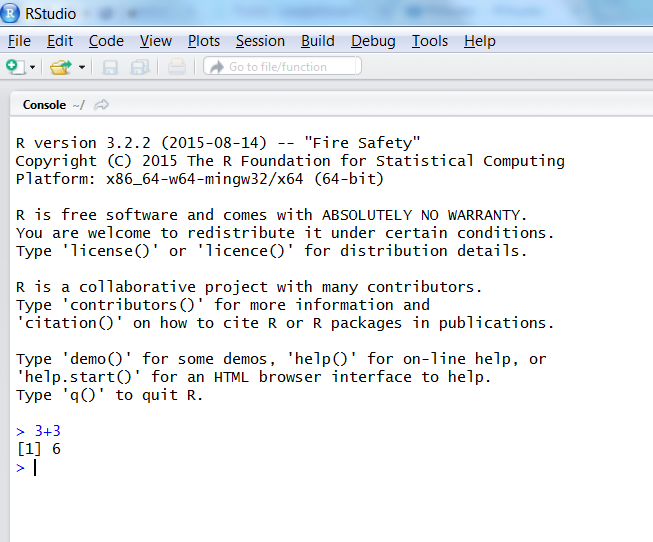 RStudio
File Edit Code View Plots Session Build Debug Tools Help
Go to file/function
Console ~/
R version 3.2.2 (2015-08-14) -- "Fire Safety"
Copyright (C) 2015 The R Foundation for Statistical Computing
Platform: x86_64-w64-mingw32/x64 (64-bit)
R is free software and comes with ABSOLUTELY NO WARRANTY.
You are welcome to redistribute it under certain conditions.
Type 'license()' or 'licence()' for distribution details.
R is a collaborative project with many contributors.
Type 'contributors()' for more information and
'citation()' on how to cite R or R packages in publications.
Type 'demo()' for some demos, 'help()' for on-line help, or
'help.start()' for an HTML browser interface to help.
Type 'q()' to quit R.
> 3+3
[1] 6
>